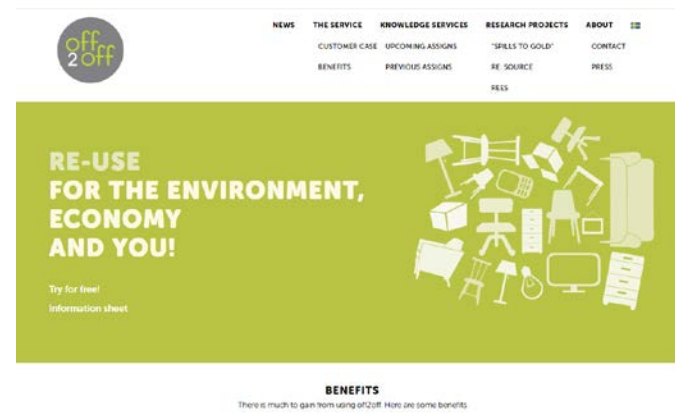 off
2off
NEWS THE SERVICE KNOWLEDGE SERVICES RESEARCH PROJECTS ABOUT
CUSTOMER CASE UPCOMING ASSIGNS "SPILLS TO GOLD" CONTACT
BENEFITS PREVIOUS ASSIGNS RE:SOURCE PRESS
REES
RE-USE
FOR THE ENVIRONMENT,
ECONOMY
AND YOU!
Try for free!
Information sheet
BENEFITS
There is much to gain from using off2off. Here are some benefits